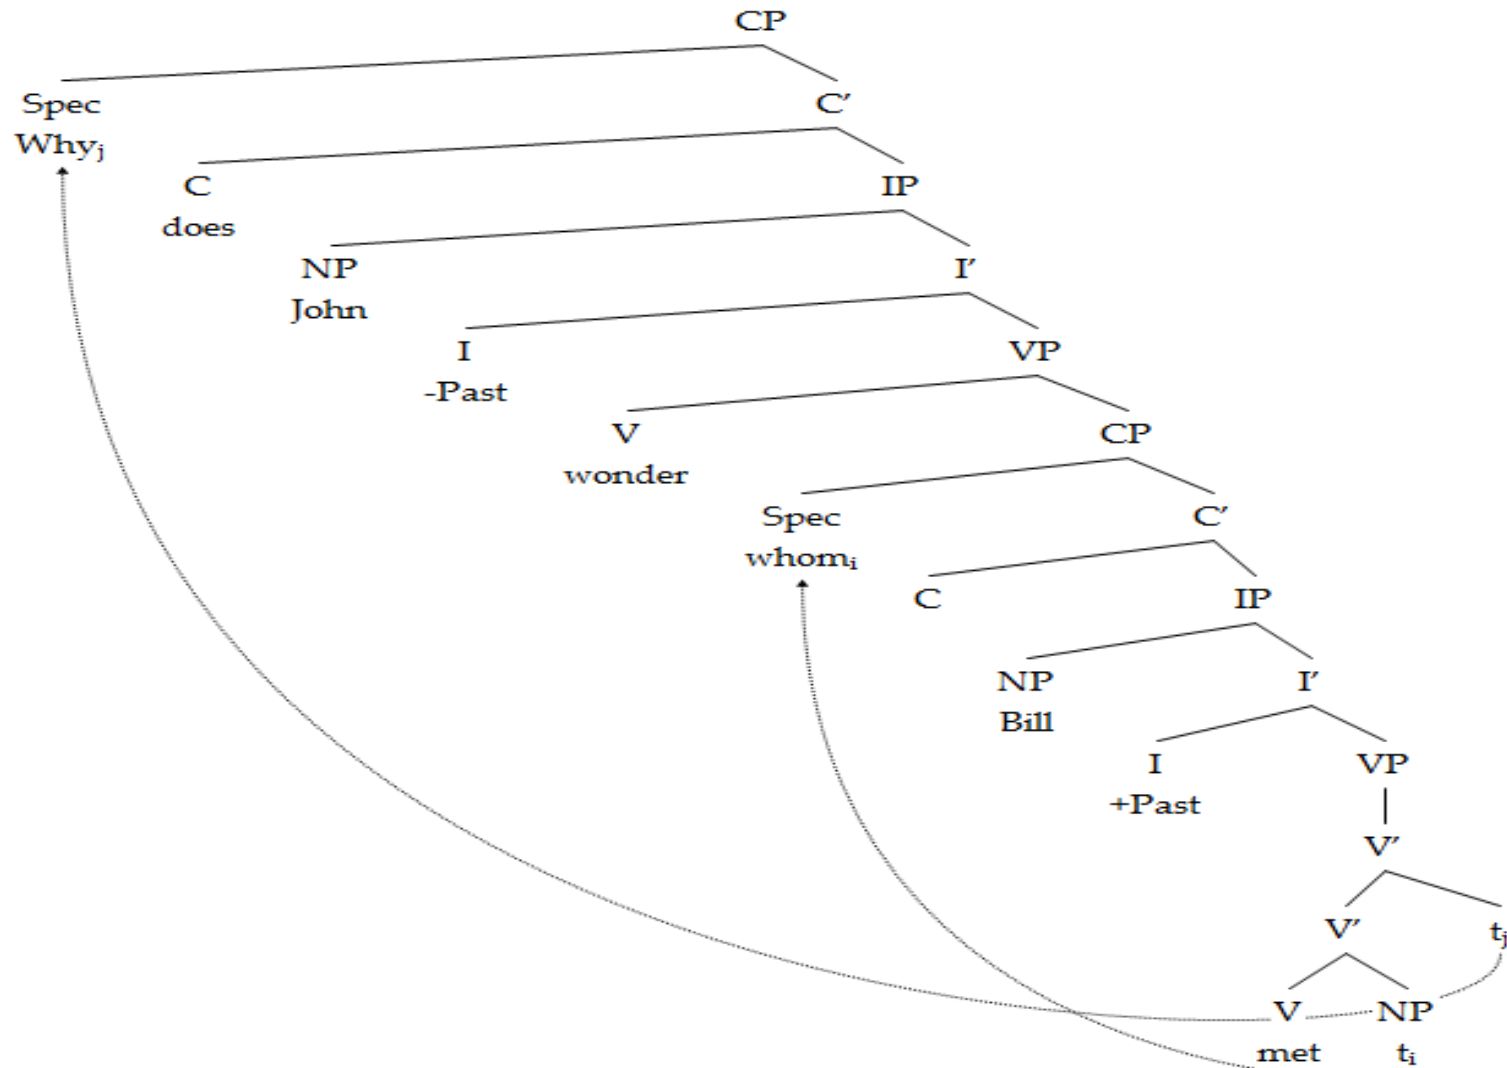 CP
Spec C’
Whyj
C IP
does
NP I’
John
I VP
-Past
V CP
wonder
Spec C’
whomi
C IP
NP I’
Bill
I VP
+Past
V’
V’ tj
V NP
met ti